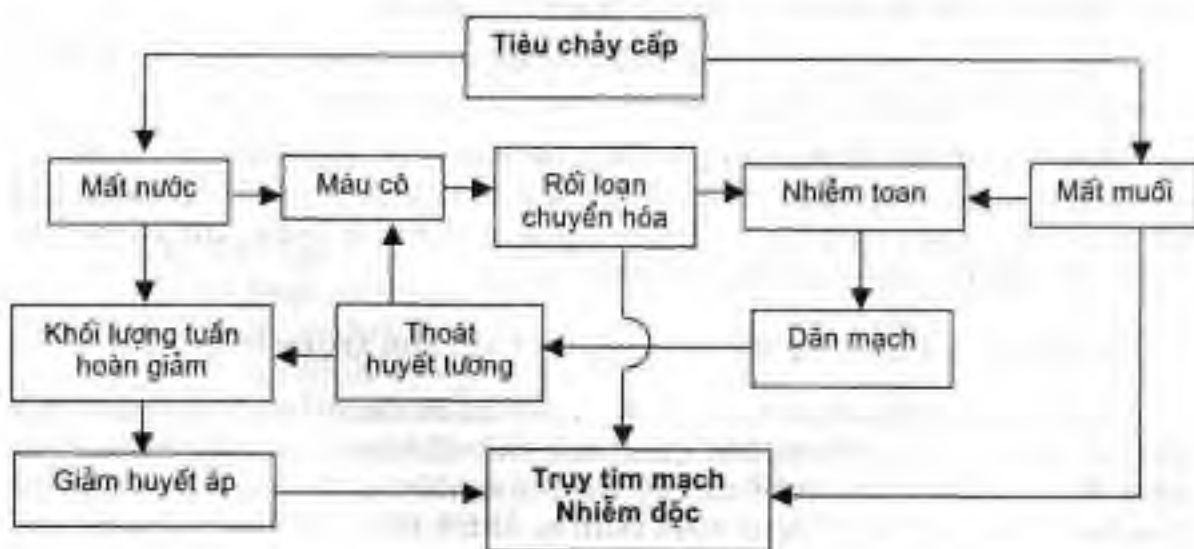 Tiêu chảy cấp
Mất nước
Máu cô
Rối loạn
chuyển hóa
Nhiễm toan
Mất muối
Khối lượng tuần
hoàn giảm
Thoát
huyết tương
Dãn mạch
Giảm huyết áp
Trụy tim mạch
Nhiễm độc